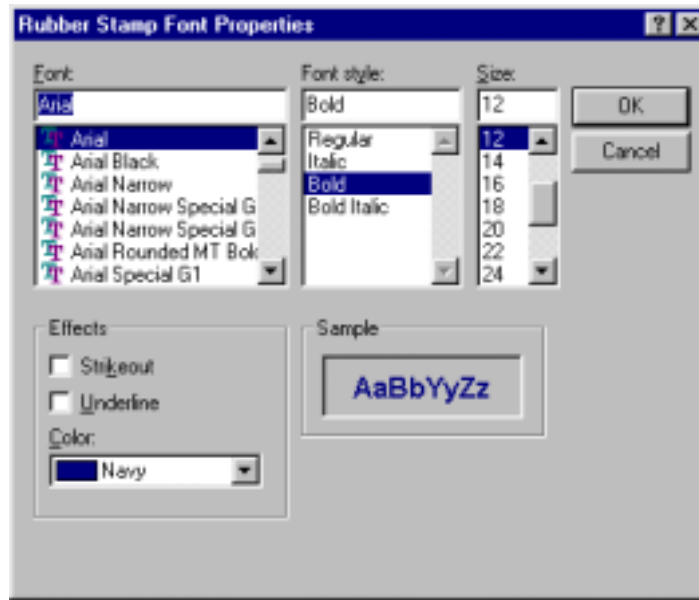 Rubber Stamp Font Properties
Font:
Arial
Arial
Arial Black
Arial Narrow
Arial Narrow Special G
Arial Narrow Special G
Arial Rounded MT Bol
Arial Special G1
Font style:
Bold
Regular
Italic
Bold
Bold Italic
Size:
12
12
14
16
18
20
22
24
OK
Cancel
Effects
Strikeout
Underline
Color:
Navy
Sample
AaBbYyZz